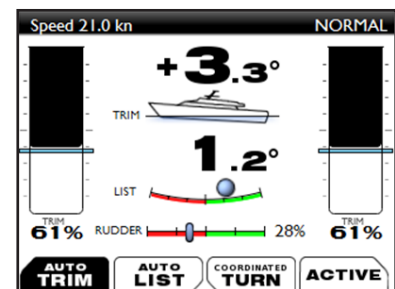 Speed 21.0 kn NORMAL
+3.3°
TRIM
1.2°
LIST
TRIM TRIM
61% RUDDER 28% 61%
AUTO TRIM
AUTO LIST
COORDINATED TURN
ACTIVE